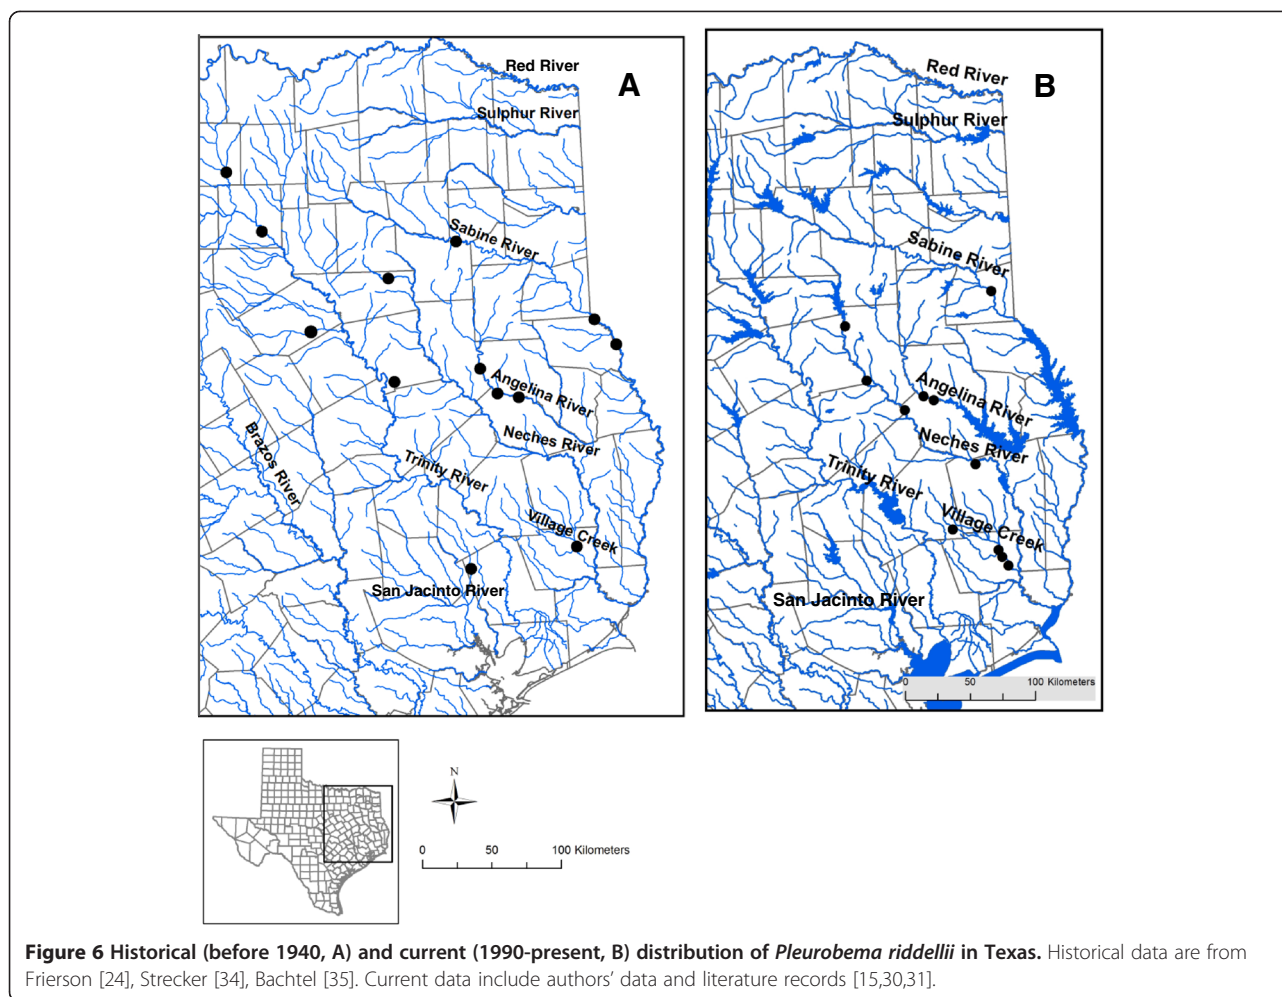 Red River
A
Sulphur River
Sabine River
Angelina River
Neches River
Brazos River
Trinity River
Village Creek
San Jacinto River
Red River
B
Sulphur River
Sabine River
Angelina River
Neches River
Trinity River
Village Creek
San Jacinto River
0 50 100 Kilometers
N
0 50 100 Kilometers
Figure 6 Historical (before 1940, A) and current (1990-present, B) distribution of Pleurobema riddellii in Texas. Historical data are from
Frierson [24], Strecker [34], Bachtel [35]. Current data include authors’ data and literature records [15,30,31].